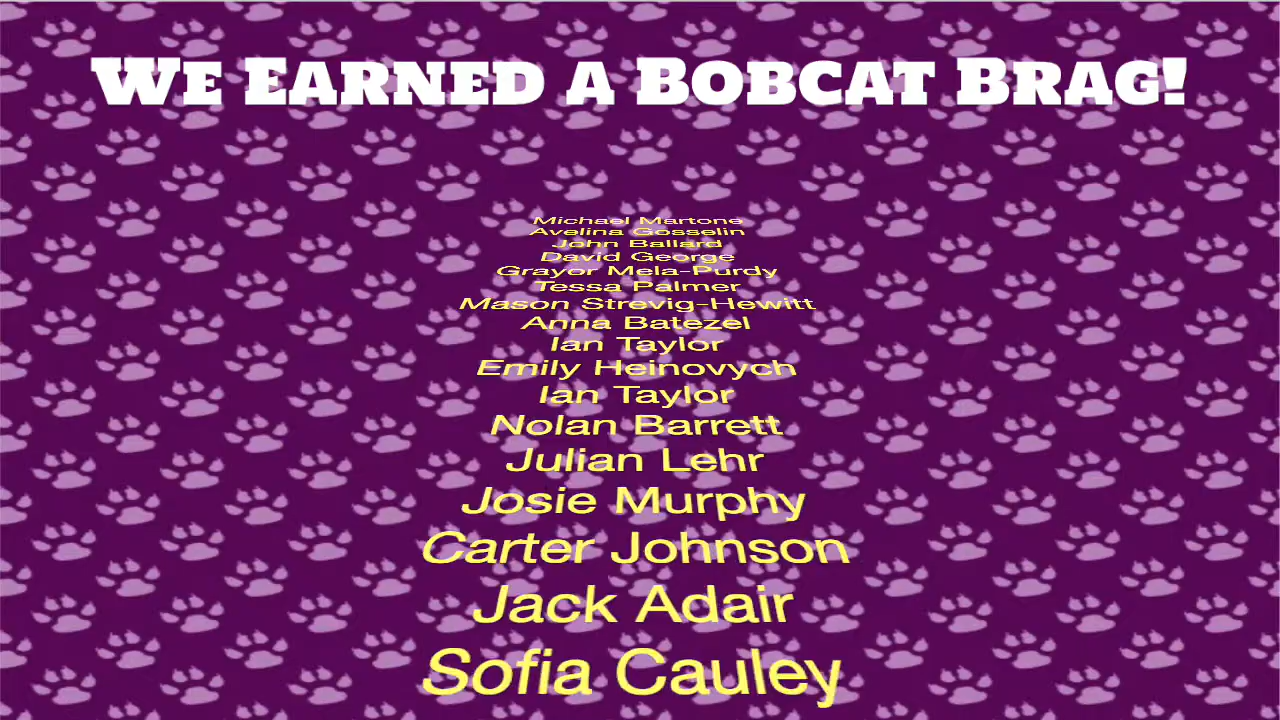 We Earned a Bobcat Brag!
Michael Martone
Avelina Gosselin
John Ballard
David George
Grayor Mela-Purdy
Tessa Palmer
Mason Strevig-Hewitt
Anna Batezel
Ian Taylor
Emily Heinovych
Ian Taylor
Nolan Barrett
Julian Lehr
Josie Murphy
Carter Johnson
Jack Adair
Sofia Cauley